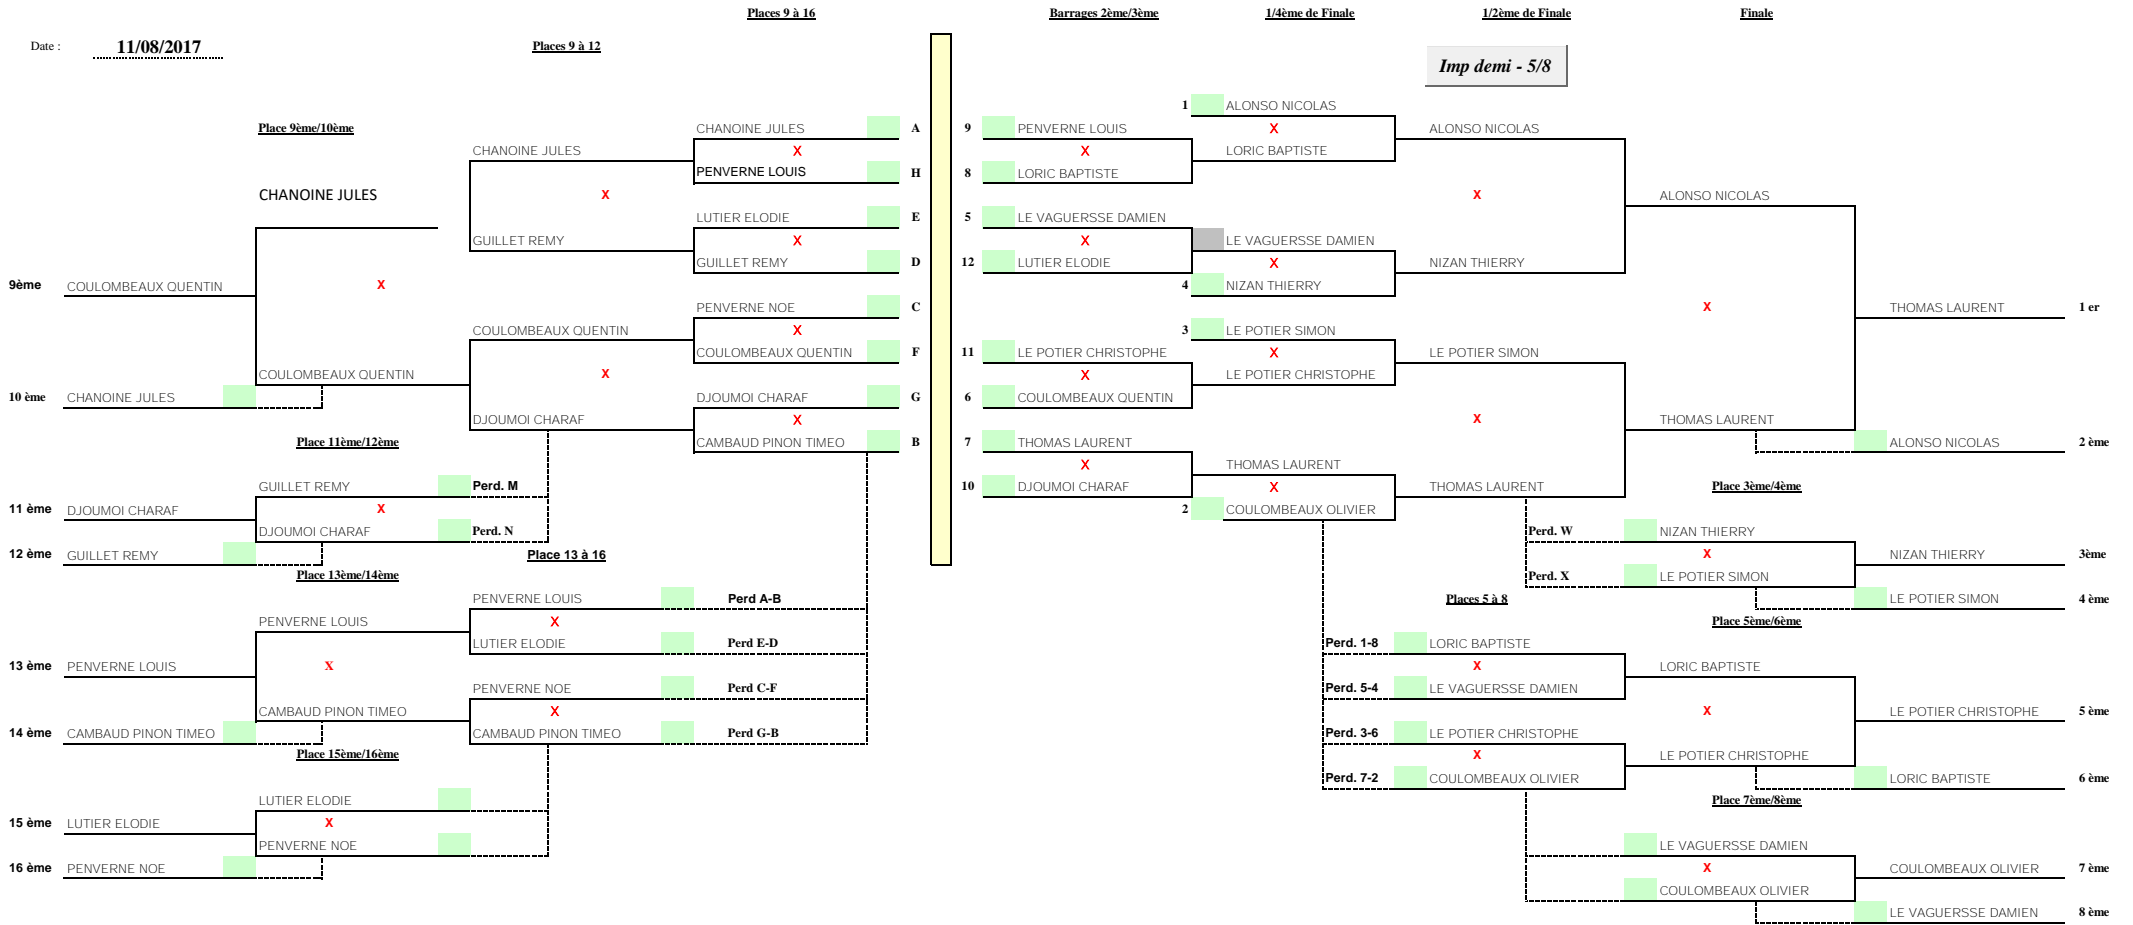 Places 9 à 16
Barrages 2ème/3ème
1/4ème de Finale
1/2ème de Finale
Finale
Date :
11/08/2017
Places 9 à 12
Imp demi - 5/8
Place 9ème/10ème
CHANOINE JULES
COULOMBEAUX QUENTIN
9ème
X
COULOMBEAUX QUENTIN
10 ème
CHANOINE JULES
CHANOINE JULES
X
GUILLET REMY
COULOMBEAUX QUENTIN
X
DJOUMOI CHARAF
CHANOINE JULES
A
X
PENVERNE LOUIS
H
LUTIER ELODIE
E
X
GUILLET REMY
D
PENVERNE NOE
C
X
COULOMBEAUX QUENTIN
F
DJOUMOI CHARAF
G
X
CAMBAUD PINON TIMEO
B
Place 11ème/12ème
GUILLET REMY
Perd. M
11 ème
DJOUMOI CHARAF
X
DJOUMOI CHARAF
Perd. N
12 ème
GUILLET REMY
Place 13 à 16
Place 13ème/14ème
PENVERNE LOUIS
Perd A-B
PENVERNE LOUIS
X
LUTIER ELODIE
Perd E-D
13 ème
PENVERNE LOUIS
X
PENVERNE NOE
Perd C-F
CAMBAUD PINON TIMEO
X
14 ème
CAMBAUD PINON TIMEO
CAMBAUD PINON TIMEO
Perd G-B
Place 15ème/16ème
LUTIER ELODIE
15 ème
LUTIER ELODIE
X
PENVERNE NOE
16 ème
PENVERNE NOE
9
PENVERNE LOUIS
X
8
LORIC BAPTISTE
5
LE VAGUERSSE DAMIEN
X
12
LUTIER ELODIE
11
LE POTIER CHRISTOPHE
X
6
COULOMBEAUX QUENTIN
7
THOMAS LAURENT
X
10
DJOUMOI CHARAF
1
ALONSO NICOLAS
X
LORIC BAPTISTE
LE VAGUERSSE DAMIEN
X
4
NIZAN THIERRY
3
LE POTIER SIMON
X
LE POTIER CHRISTOPHE
THOMAS LAURENT
X
2
COULOMBEAUX OLIVIER
ALONSO NICOLAS
X
NIZAN THIERRY
LE POTIER SIMON
X
THOMAS LAURENT
ALONSO NICOLAS
X
THOMAS LAURENT
THOMAS LAURENT
1 er
ALONSO NICOLAS
2 ème
Place 3ème/4ème
Perd. W
NIZAN THIERRY
X
NIZAN THIERRY
3ème
Perd. X
LE POTIER SIMON
LE POTIER SIMON
4 ème
Places 5 à 8
Place 5ème/6ème
Perd. 1-8
LORIC BAPTISTE
X
LORIC BAPTISTE
Perd. 5-4
LE VAGUERSSE DAMIEN
X
LE POTIER CHRISTOPHE
5 ème
Perd. 3-6
LE POTIER CHRISTOPHE
X
LE POTIER CHRISTOPHE
Perd. 7-2
COULOMBEAUX OLIVIER
LORIC BAPTISTE
6 ème
Place 7ème/8ème
LE VAGUERSSE DAMIEN
X
COULOMBEAUX OLIVIER
7 ème
COULOMBEAUX OLIVIER
LE VAGUERSSE DAMIEN
8 ème